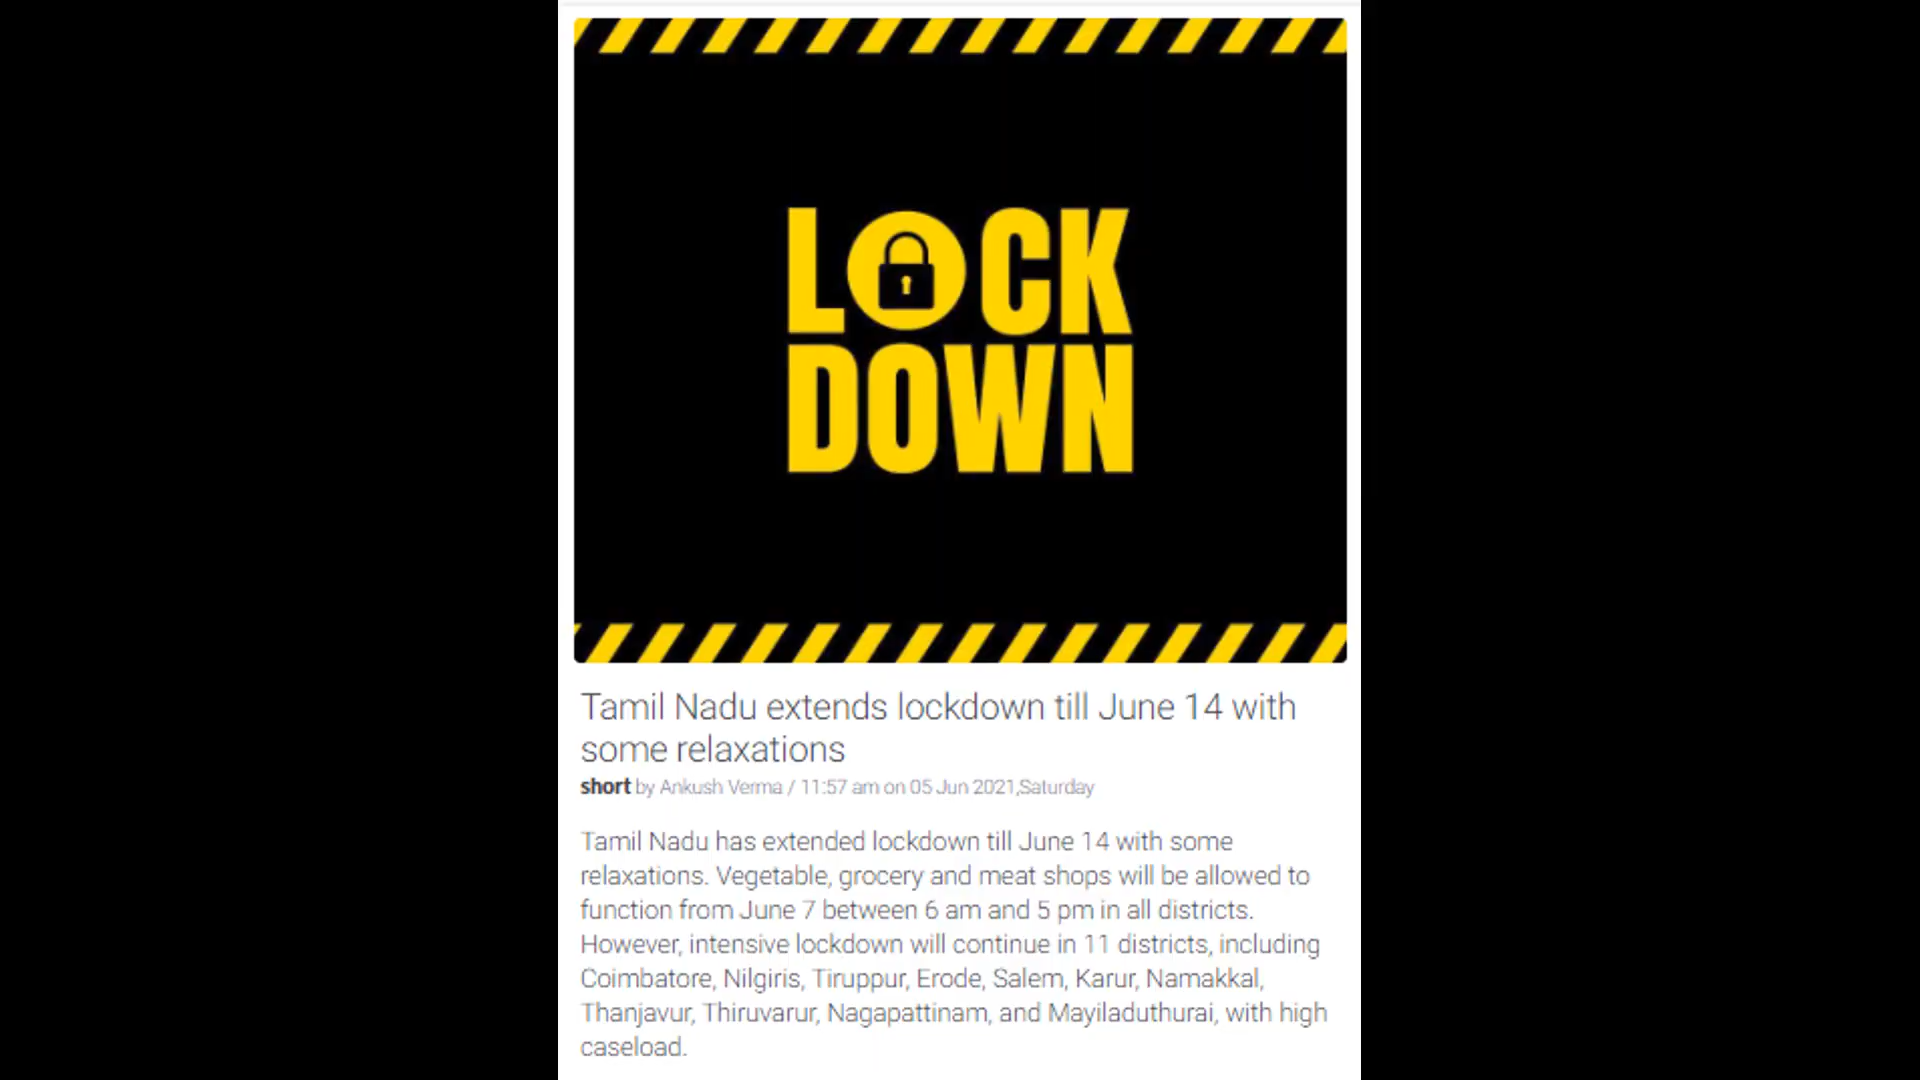 LOCK
DOWN
Tamil Nadu extends lockdown till June 14 with
some relaxations
short by Ankush Verma / 11:57 am on 05 Jun 2021,Saturday
Tamil Nadu has extended lockdown till June 14 with some
relaxations. Vegetable, grocery and meat shops will be allowed to
function from June 7 between 6 am and 5 pm in all districts.
However, intensive lockdown will continue in 11 districts, including
Coimbatore, Nilgiris, Tiruppur, Erode, Salem, Karur, Namakkal,
Thanjavur, Thiruvarur, Nagapattinam, and Mayiladuthurai, with high
caseload.